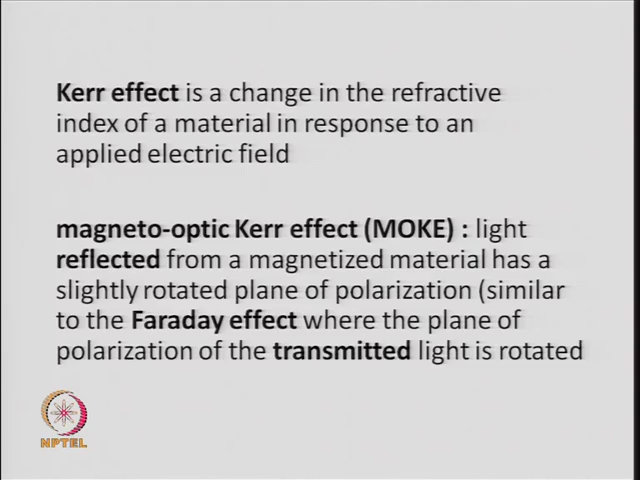 Kerr effect is a change in the refractive
index of a material in response to an
applied electric field
magneto-optic Kerr effect (MOKE) : light
reflected from a magnetized material has a
slightly rotated plane of polarization (similar
to the Faraday effect where the plane of
polarization of the transmitted light is rotated
NPTEL